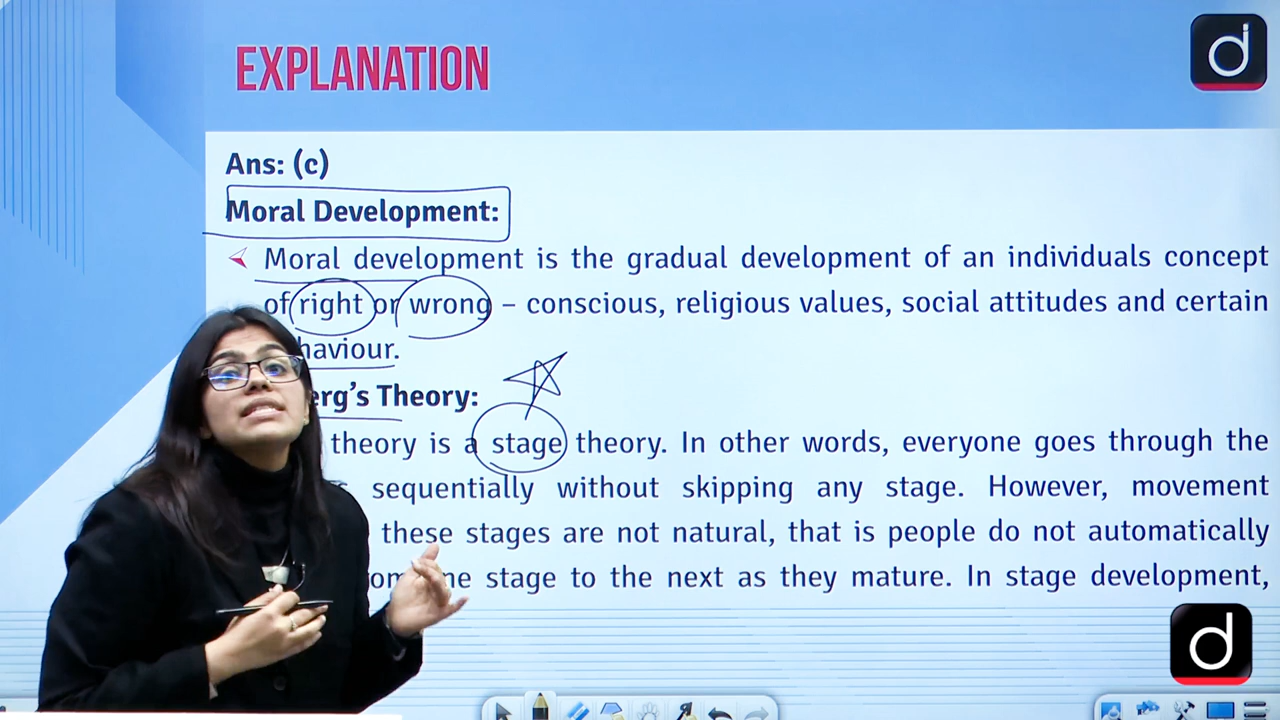 EXPLANATION
d
Ans: (c)
Moral Development:
Moral development is the gradual development of an individuals concept
of right or wrong – conscious, religious values, social attitudes and certain
haviour.
erg's Theory:
theory is a stage theory. In other words, everyone goes through the
sequentially without skipping any stage. However, movement
these stages are not natural, that is people do not automatically
stage to the next as they mature. In stage development,
d